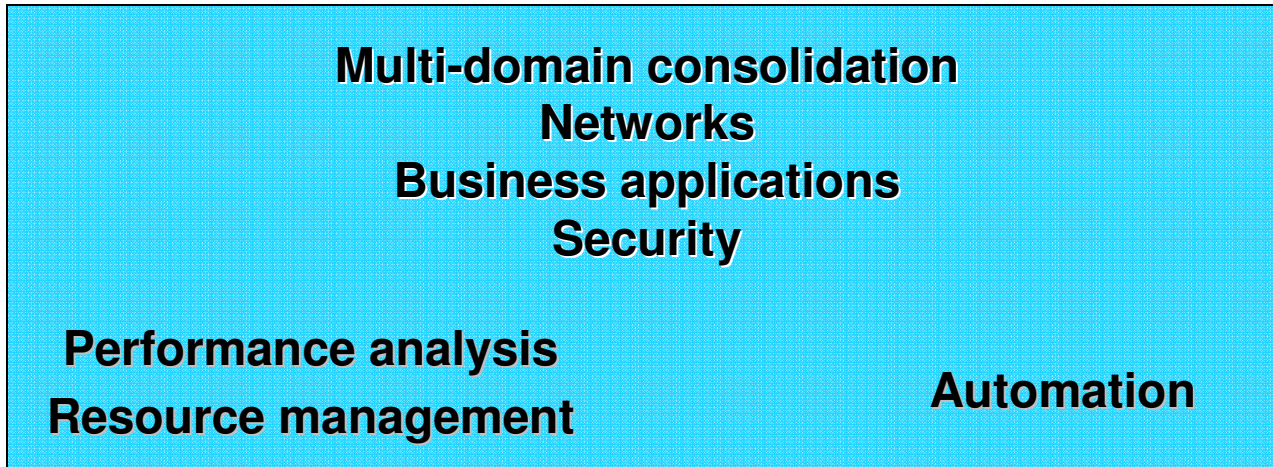 Multi-domain consolidation
Networks
Business applications
Security
Performance analysis
Resource management
Automation